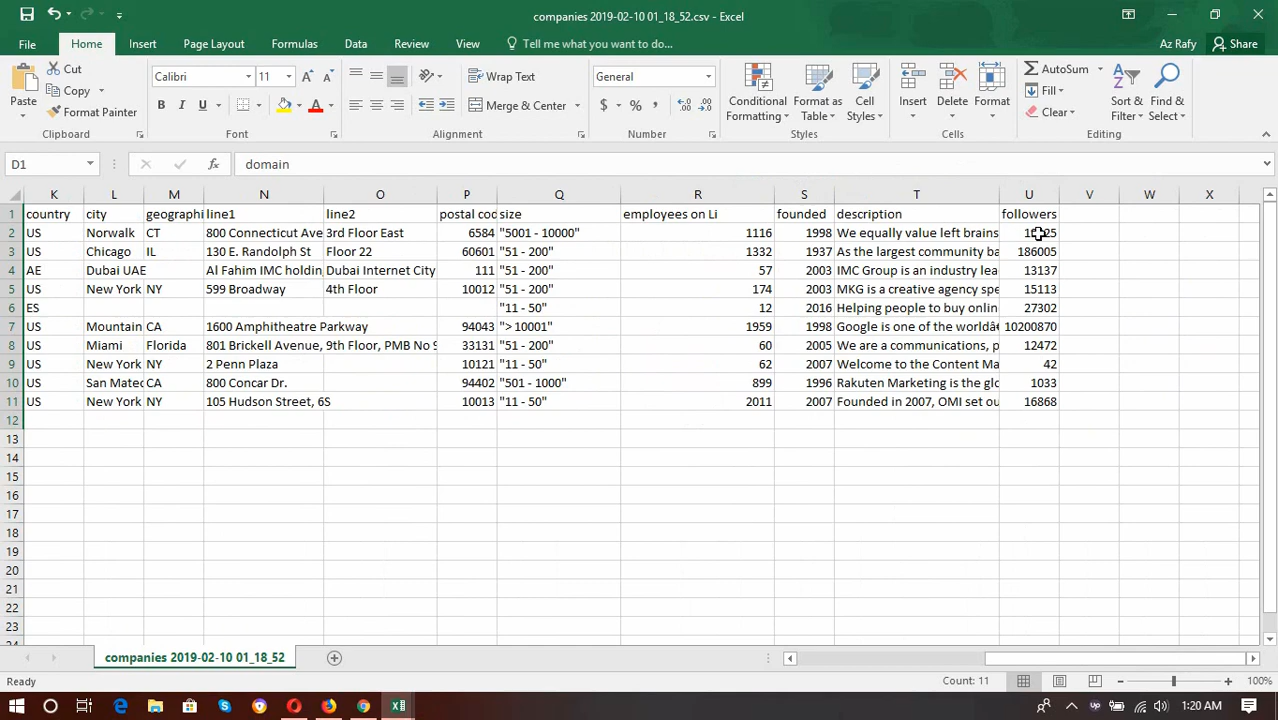 companies 2019-02-10 01_18_52.csv - Excel
File Home Insert Page Layout Formulas Data Review View Tell me what you want to do... Az Rafy Share
Paste Cut Copy Format Painter Clipboard
Calibri 11 A A B I U A Font
Wrap Text Merge & Center Alignment
General $ % , Number
Conditional Formatting Format as Table Cell Styles Styles
Insert Delete Format Cells
AutoSum Fill Clear Sort & Filter Find & Select Editing
D1 fx domain
K L M N O P Q R S T U V W X
1 country city geographi line1 line2 postal cod size employees on Li founded description followers
2 US Norwalk CT 800 Connecticut Ave 3rd Floor East 6584 "5001 - 10000" 1116 1998 We equally value left brains
3 US Chicago IL 130 E. Randolph St Floor 22 60601 "51 - 200" 1332 1937 As the largest community ba 186005
4 AE Dubai UAE Al Fahim IMC holdin Dubai Internet City 111 "51 - 200" 57 2003 IMC Group is an industry lea 13137
5 US New York NY 599 Broadway 4th Floor 10012 "51 - 200" 174 2003 MKG is a creative agency spe 15113
6 ES "11 - 50" 12 2016 Helping people to buy onlin 27302
7 US Mountain CA 1600 Amphitheatre Parkway 94043 "> 10001" 1959 1998 Google is one of the worldâ€ 10200870
8 US Miami Florida 801 Brickell Avenue, 9th Floor, PMB No 9 33131 "51 - 200" 60 2005 We are a communications, p 12472
9 US New York NY 2 Penn Plaza 10121 "11 - 50" 62 2007 Welcome to the Content Ma 42
10 US San Matec CA 800 Concar Dr. 94402 "501 - 1000" 899 1996 Rakuten Marketing is the glo 1033
11 US New York NY 105 Hudson Street, 6S 10013 "11 - 50" 2011 2007 Founded in 2007, OMI set ou 16868
12
13
14
15
16
17
18
19
20
21
22
23
companies 2019-02-10 01_18_52
Ready Count: 11 100%
1:20 AM